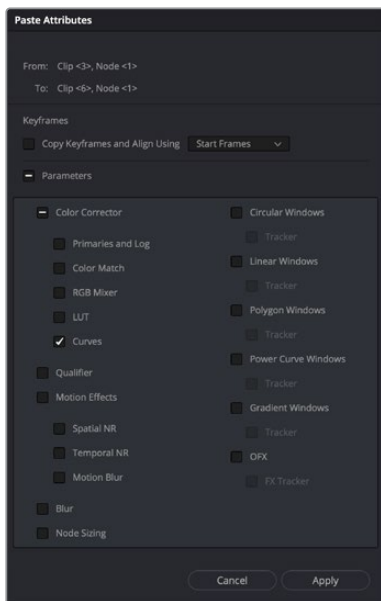 Paste Attributes
From: Clip <3>, Node <1>
To: Clip <6>, Node <1>
Keyframes
Copy Keyframes and Align Using Start Frames
Parameters
Color Corrector
Primaries and Log
Color Match
RGB Mixer
LUT
Curves
Qualifier
Motion Effects
Spatial NR
Temporal NR
Motion Blur
Blur
Node Sizing
Circular Windows
Tracker
Linear Windows
Tracker
Polygon Windows
Tracker
Power Curve Windows
Tracker
Gradient Windows
Tracker
OFX
FX Tracker
Cancel Apply